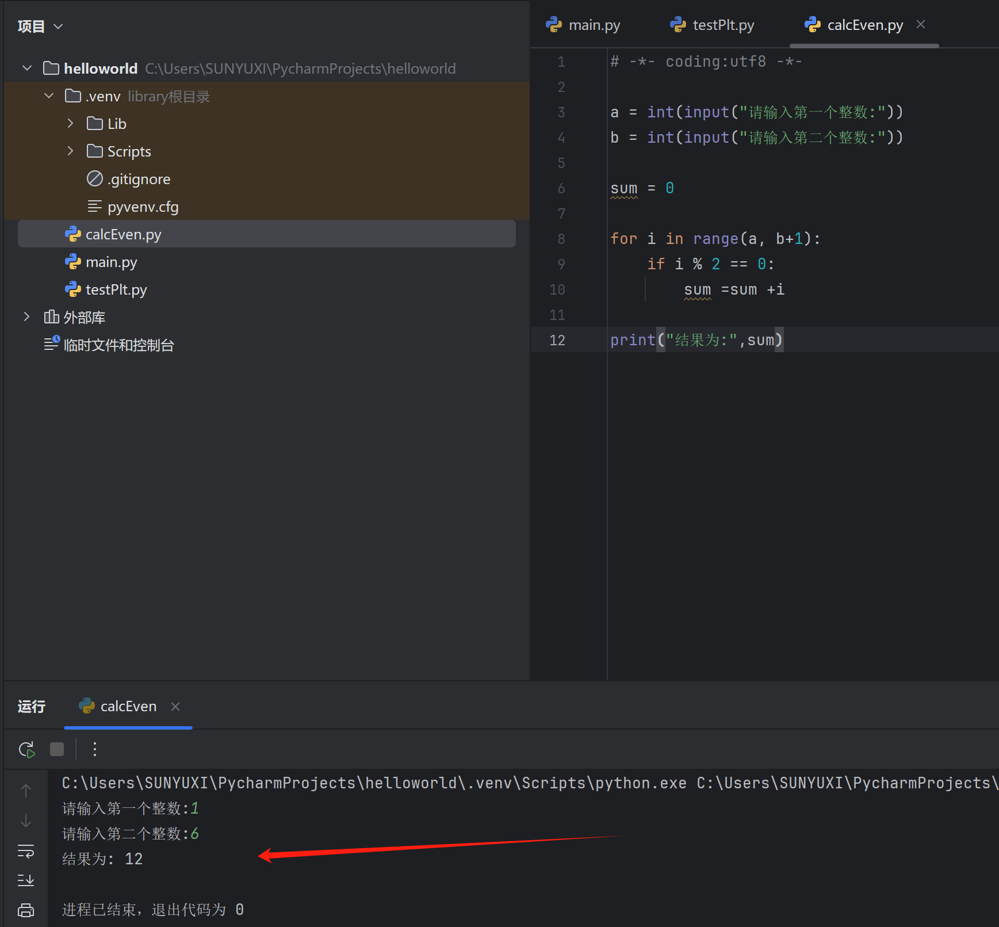 项目
helloworld C:\Users\SUNYUXI\PycharmProjects\helloworld
.venv library根目录
Lib
Scripts
.gitignore
pyvenv.cfg
calcEven.py
main.py
testPlt.py
外部库
临时文件和控制台
main.py testPlt.py calcEven.py
1 # -*- coding:utf8 -*-
2
3 a = int(input("请输入第一个整数:"))
4 b = int(input("请输入第二个整数:"))
5
6 sum = 0
7
8 for i in range(a, b+1):
9 if i % 2 == 0:
10 sum =sum +i
11
12 print("结果为:",sum)
运行 calcEven
C:\Users\SUNYUXI\PycharmProjects\helloworld\.venv\Scripts\python.exe C:\Users\SUNYUXI\PycharmProjects\
请输入第一个整数:1
请输入第二个整数:6
结果为: 12
进程已结束，退出代码为 0